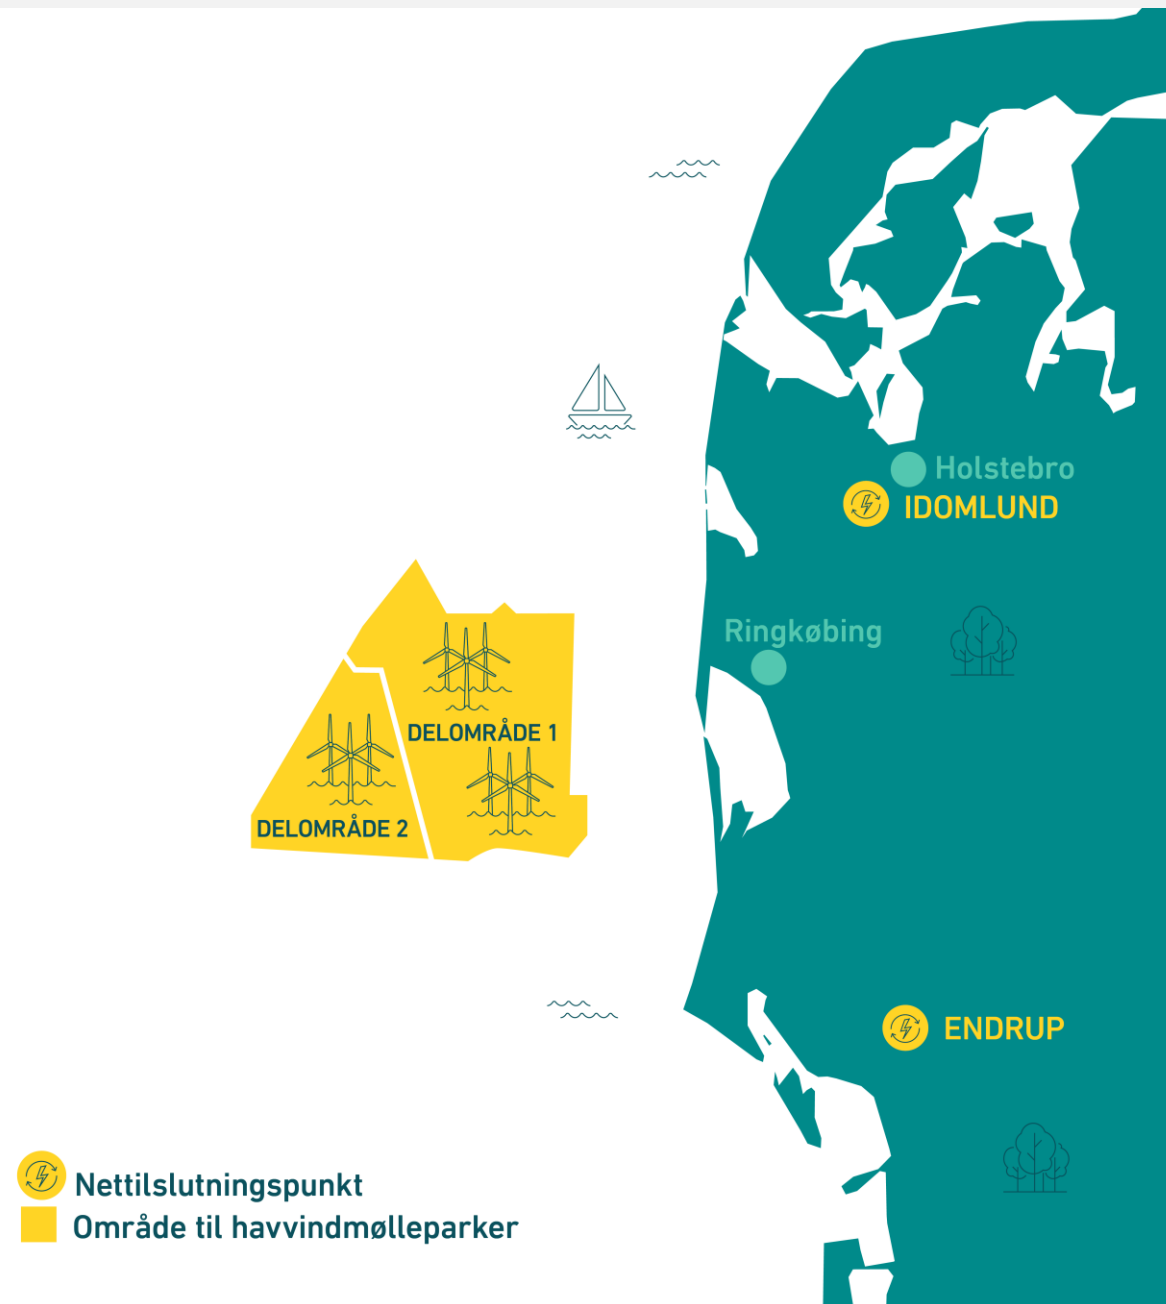 Holstebro
IDOMLUND
Ringkøbing
DELOMRÅDE 1
DELOMRÅDE 2
ENDRUP
Nettilslutningspunkt
Område til havvindmølleparker